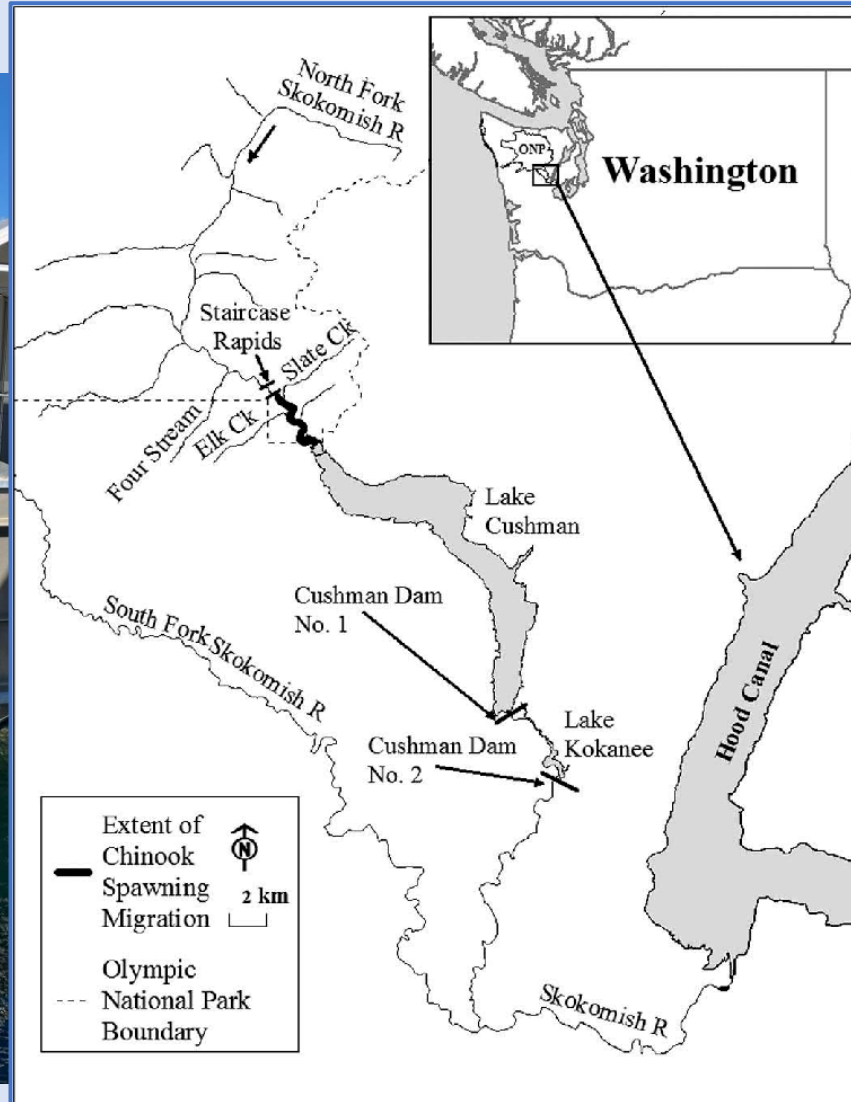 North Fork
Skokomish R
ONP
Washington
Staircase
Rapids
Slate Ck
Elk Ck
Four Stream
Lake
Cushman
Cushman Dam
No. 1
South Fork Skokomish R
Lake
Kokanee
Cushman Dam
No. 2
Hood Canal
Skokomish R
Extent of
Chinook
Spawning
Migration
N
2 km
Olympic
National Park
Boundary